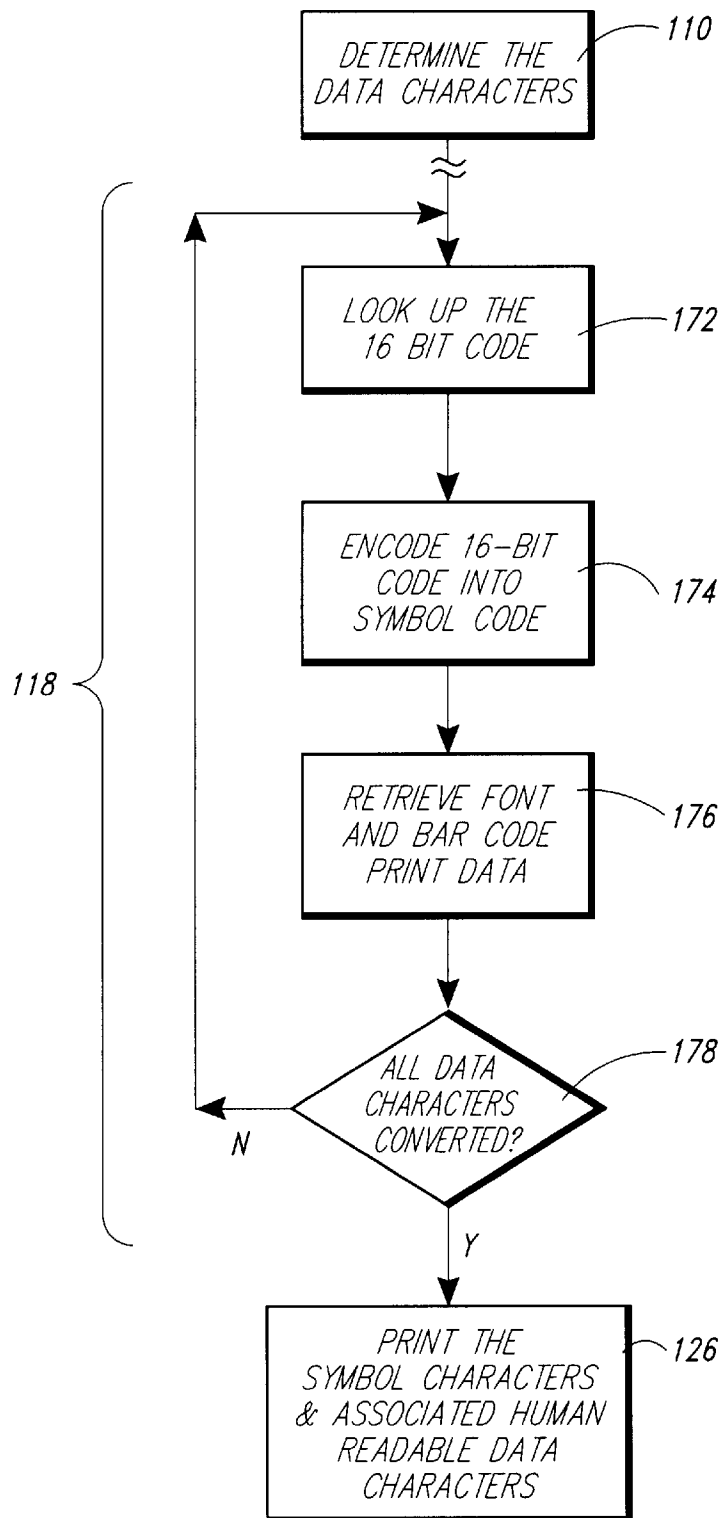 DETERMINE THE
DATA CHARACTERS
110
LOOK UP THE
16 BIT CODE
172
ENCODE 16-BIT
CODE INTO
SYMBOL CODE
174
118
RETRIEVE FONT
AND BAR CODE
PRINT DATA
176
ALL DATA
CHARACTERS
CONVERTED?
178
N
Y
PRINT THE
SYMBOL CHARACTERS
& ASSOCIATED HUMAN
READABLE DATA
CHARACTERS
126